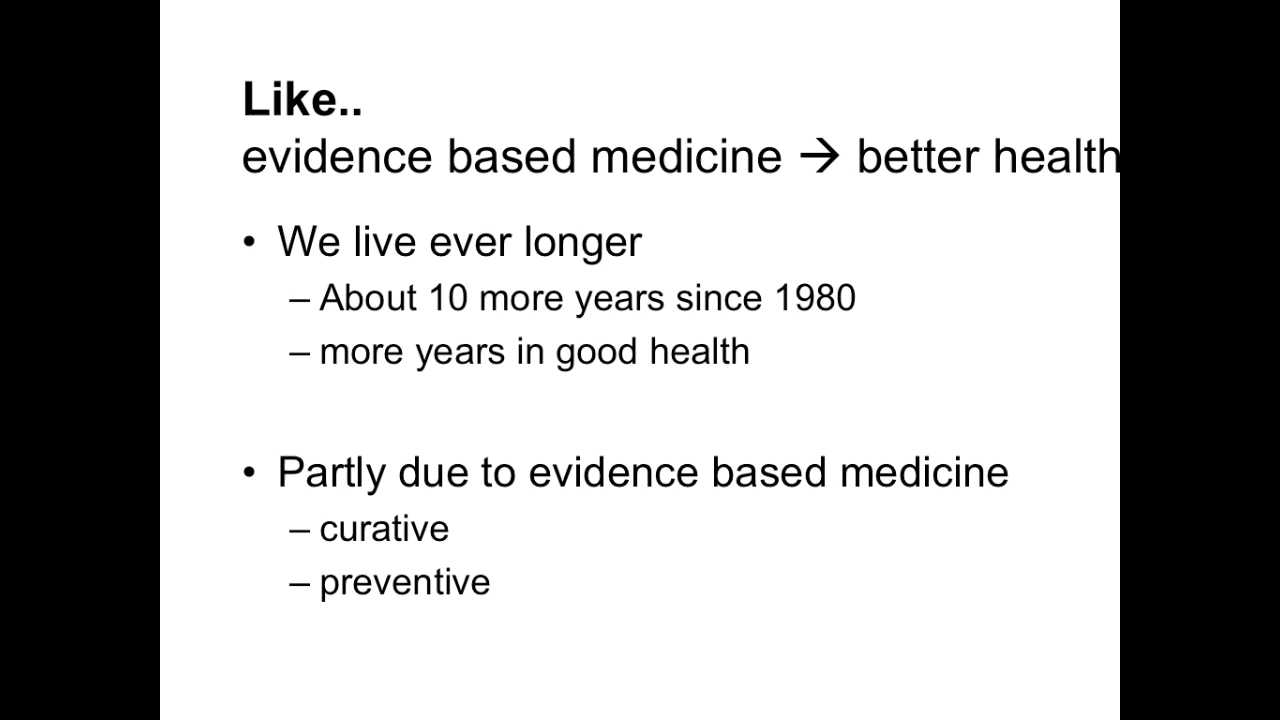 Like..
evidence based medicine → better health
• We live ever longer
– About 10 more years since 1980
– more years in good health
• Partly due to evidence based medicine
– curative
– preventive